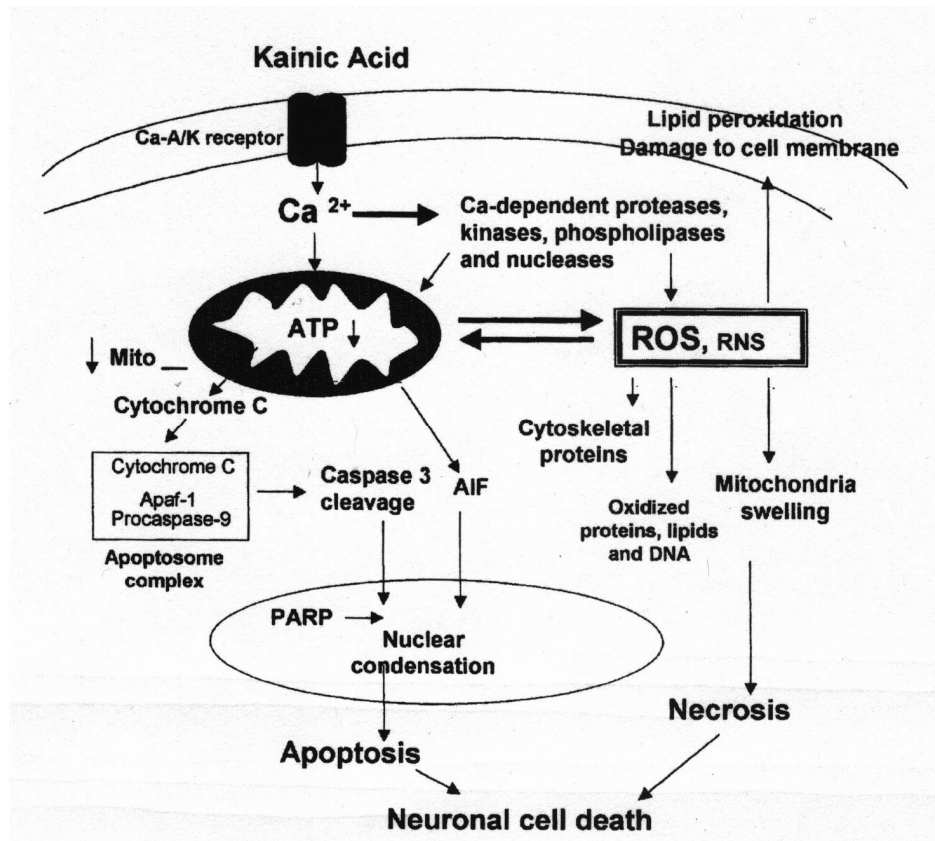 Kainic Acid
Ca-A/K receptor
Lipid peroxidation
Damage to cell membrane
Ca 2+
Ca-dependent proteases,
kinases, phospholipases
and nucleases
ATP ↓
ROS, RNS
↓ Mito _
Cytochrome C
Cytoskeletal
proteins
Cytochrome C
Apaf-1
Procaspase-9
Caspase 3
cleavage
AIF
Oxidized
proteins, lipids
and DNA
Mitochondria
swelling
Apoptosome
complex
PARP
Nuclear
condensation
Necrosis
Apoptosis
Neuronal cell death